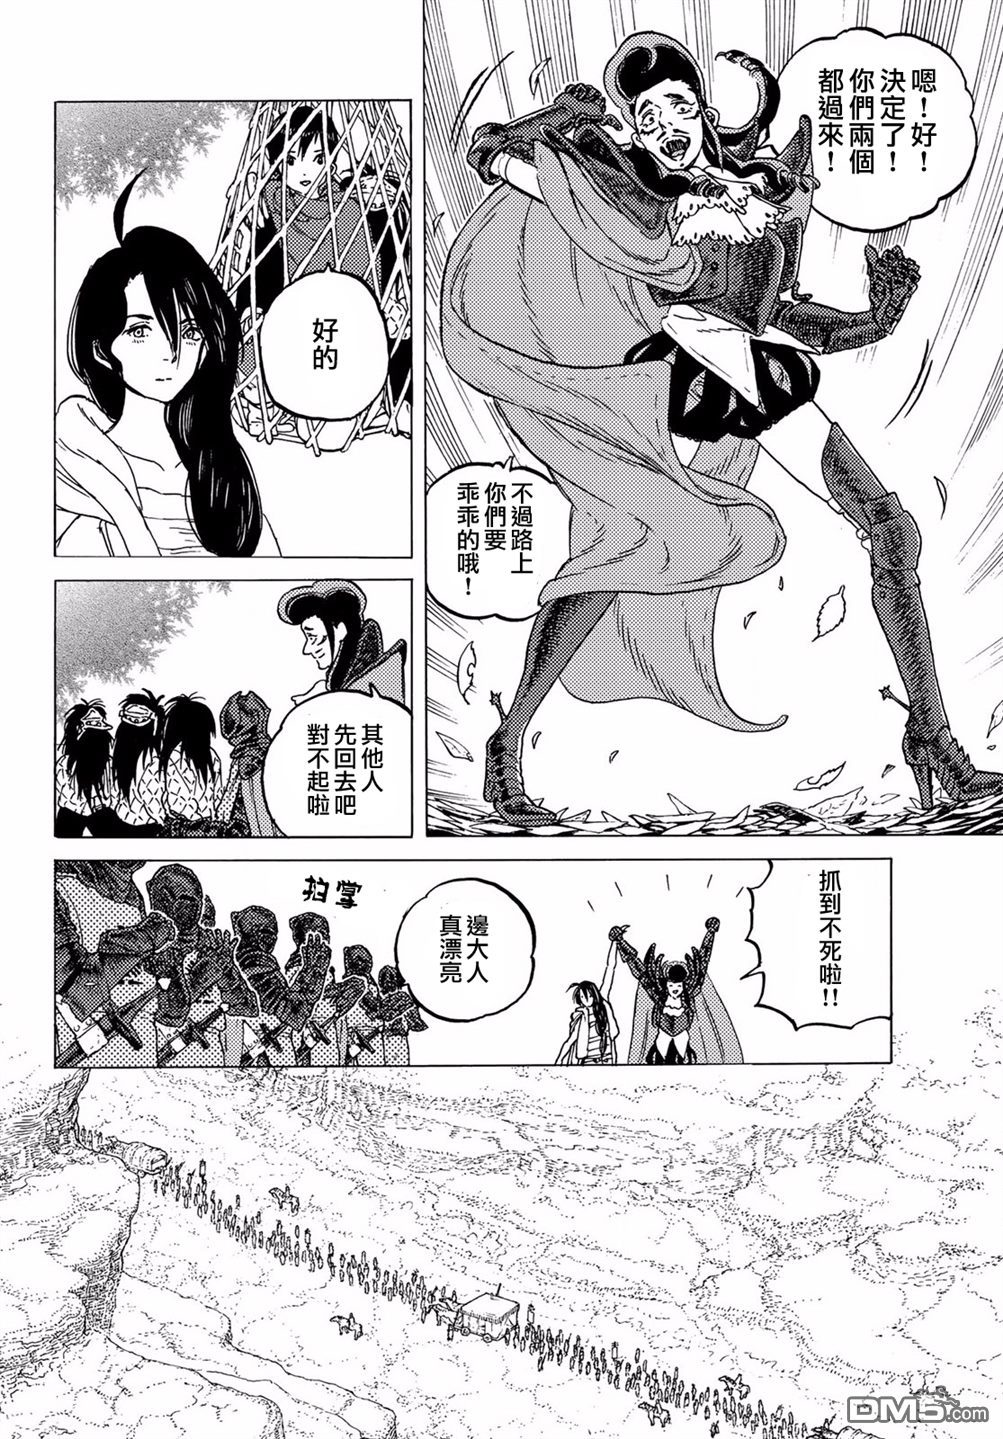 嗯！好！
決定了！
你們兩個
都過來！
不過路上
你們要
乖乖的哦！
好的
其他人
先回去吧
對不起啦
抓到不死啦!!
邊大人
真漂亮
拍掌
DM5.com